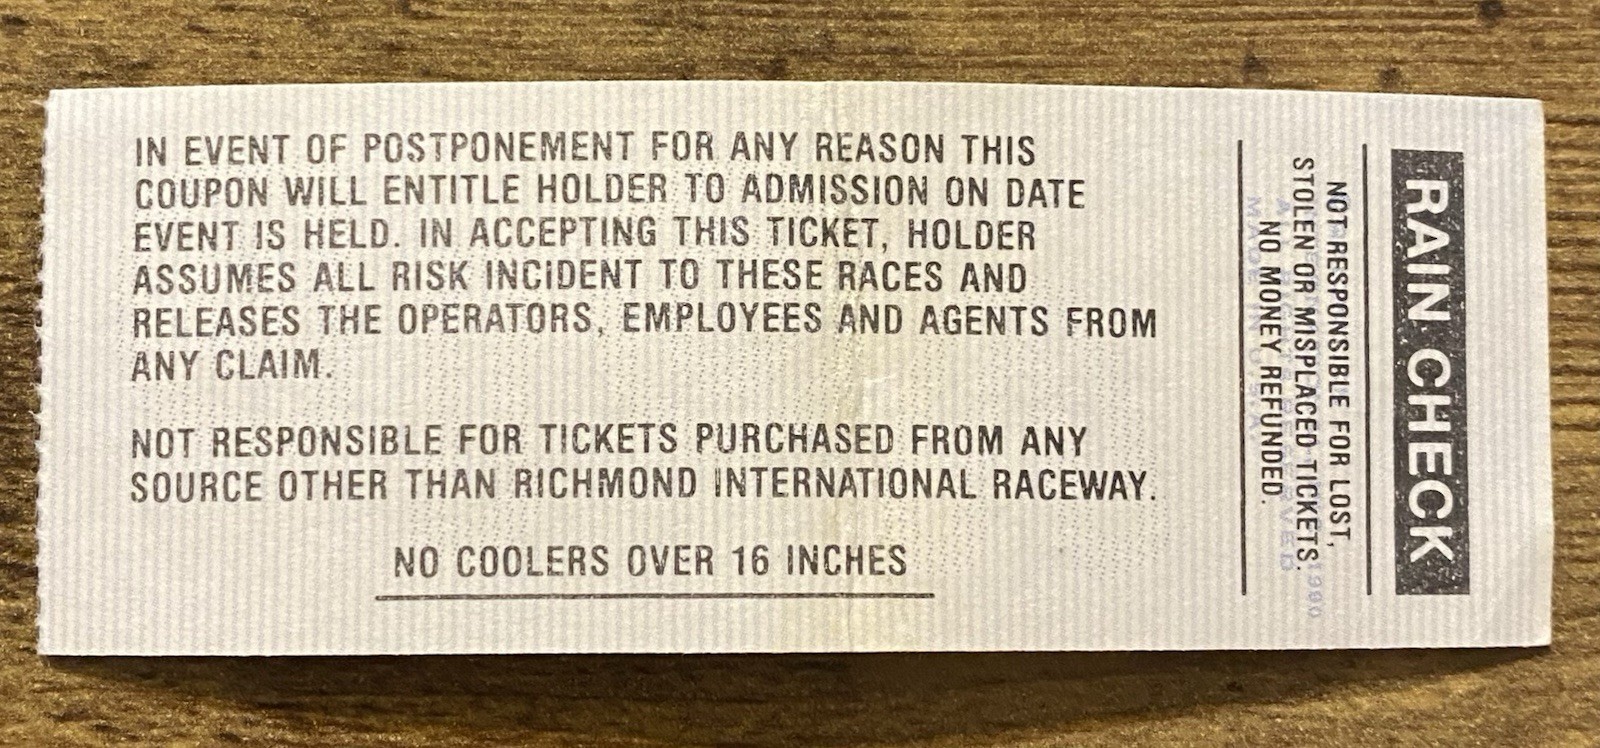 IN EVENT OF POSTPONEMENT FOR ANY REASON THIS
COUPON WILL ENTITLE HOLDER TO ADMISSION ON DATE
EVENT IS HELD. IN ACCEPTING THIS TICKET, HOLDER
ASSUMES ALL RISK INCIDENT TO THESE RACES AND
RELEASES THE OPERATORS, EMPLOYEES AND AGENTS FROM
ANY CLAIM.
NOT RESPONSIBLE FOR TICKETS PURCHASED FROM ANY
SOURCE OTHER THAN RICHMOND INTERNATIONAL RACEWAY.
NO COOLERS OVER 16 INCHES
RAIN CHECK
NOT RESPONSIBLE FOR LOST,
STOLEN OR MISPLACED TICKETS.
NO MONEY REFUNDED.